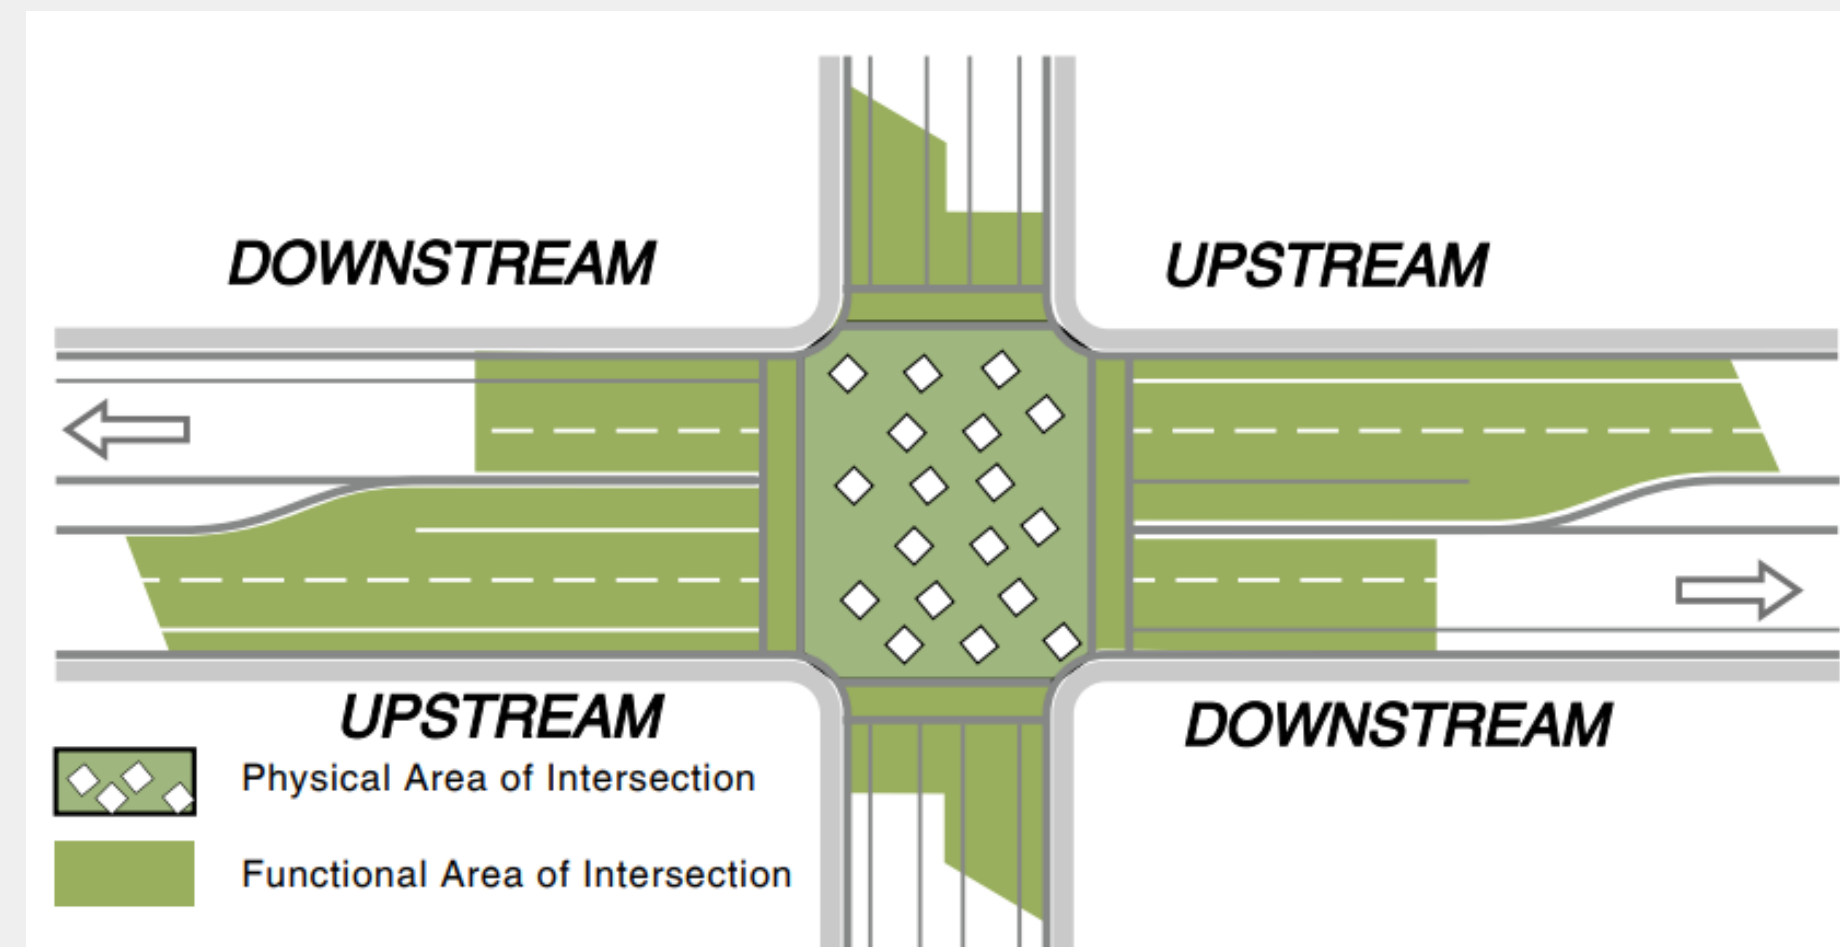 DOWNSTREAM
UPSTREAM
UPSTREAM
DOWNSTREAM
Physical Area of Intersection
Functional Area of Intersection